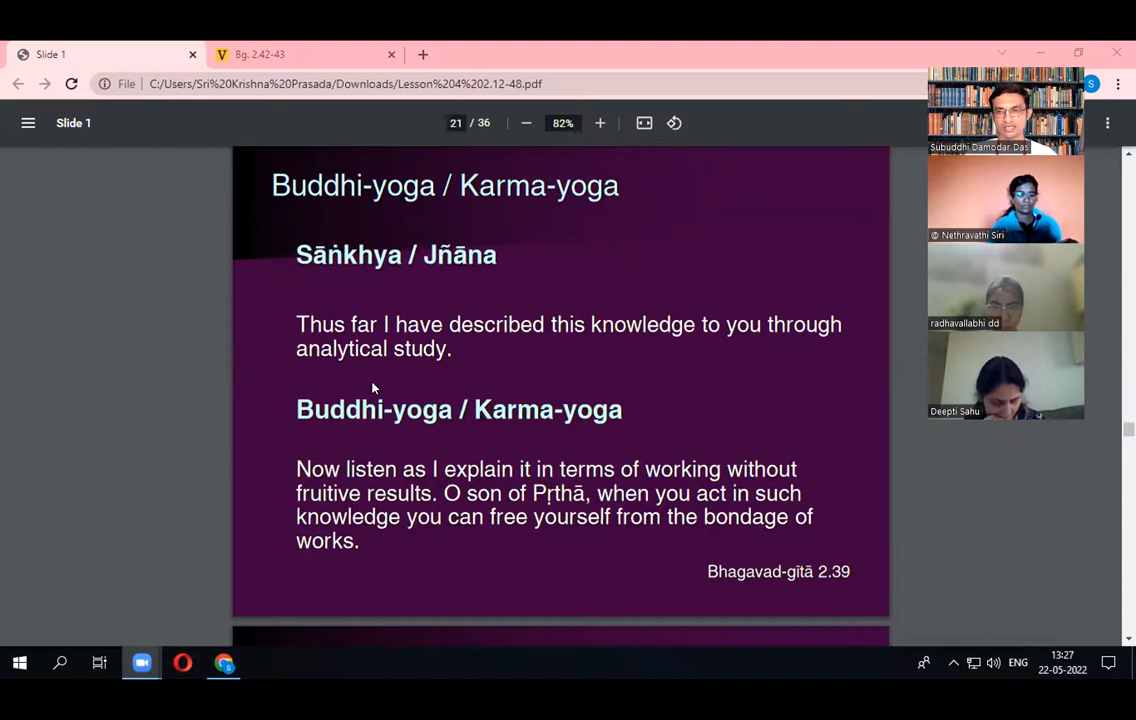 Slide 1
Bg. 2.42-43
File
C:/Users/Sri%20Krishna%20Prasada/Downloads/Lesson%204%202.12-48.pdf
S
Slide 1
21 / 36
82%
Subuddhi Damodar Das
@ Nethravathi Siri
radhavallabhi dd
Deepti Sahu
Buddhi-yoga / Karma-yoga
Sāṅkhya / Jñāna
Thus far I have described this knowledge to you through
analytical study.
Buddhi-yoga / Karma-yoga
Now listen as I explain it in terms of working without
fruitive results. O son of Pṛthā, when you act in such
knowledge you can free yourself from the bondage of
works.
Bhagavad-gītā 2.39
ENG
13:27
22-05-2022